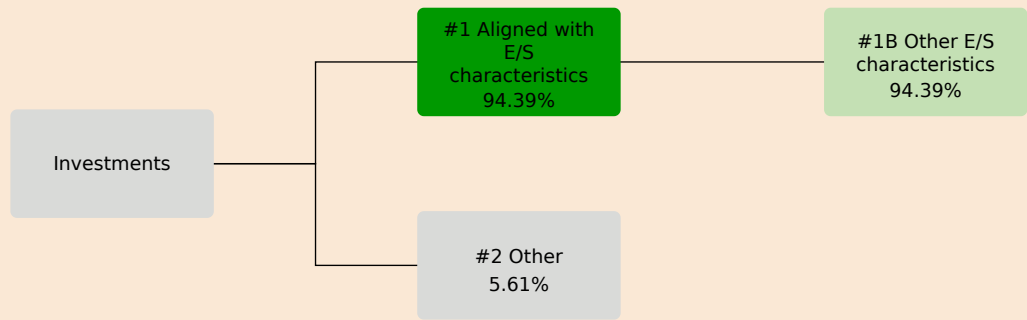 Investments
#1 Aligned with
E/S
characteristics
94.39%
#1B Other E/S
characteristics
94.39%
#2 Other
5.61%